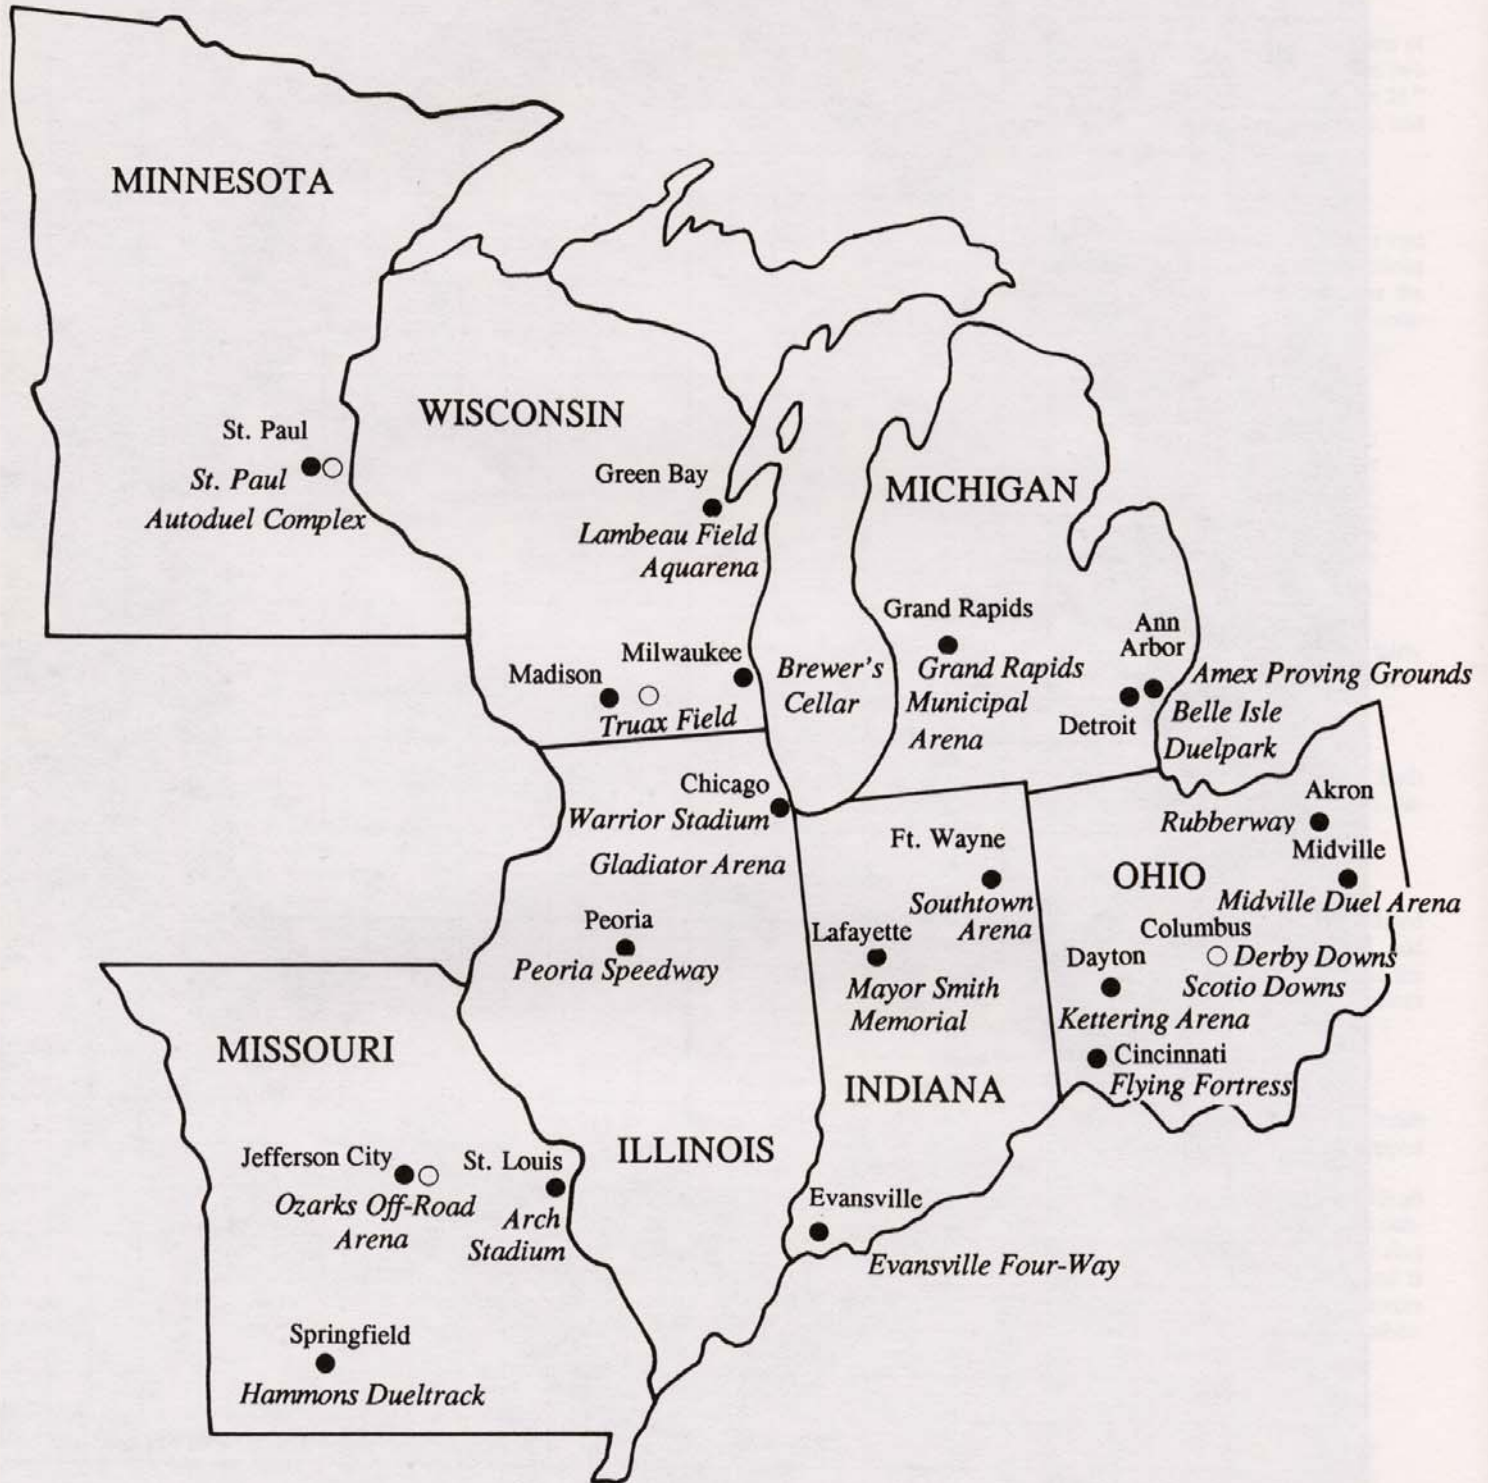 MINNESOTA
St. Paul
St. Paul
Autoduel Complex
WISCONSIN
Green Bay
Lambeau Field
Aquarena
Madison
Milwaukee
Truax Field
Brewer's
Cellar
MICHIGAN
Grand Rapids
Grand Rapids
Municipal
Arena
Ann
Arbor
Detroit
Amex Proving Grounds
Belle Isle
Duelpark
Chicago
Warrior Stadium
Gladiator Arena
Peoria
Peoria Speedway
ILLINOIS
Ft. Wayne
Southtown
Arena
Lafayette
Mayor Smith
Memorial
INDIANA
Evansville
Evansville Four-Way
Akron
Rubberway
Midville
Midville Duel Arena
OHIO
Columbus
Derby Downs
Scotio Downs
Dayton
Kettering Arena
Cincinnati
Flying Fortress
MISSOURI
Jefferson City
Ozarks Off-Road
Arena
St. Louis
Arch
Stadium
Springfield
Hammons Dueltrack